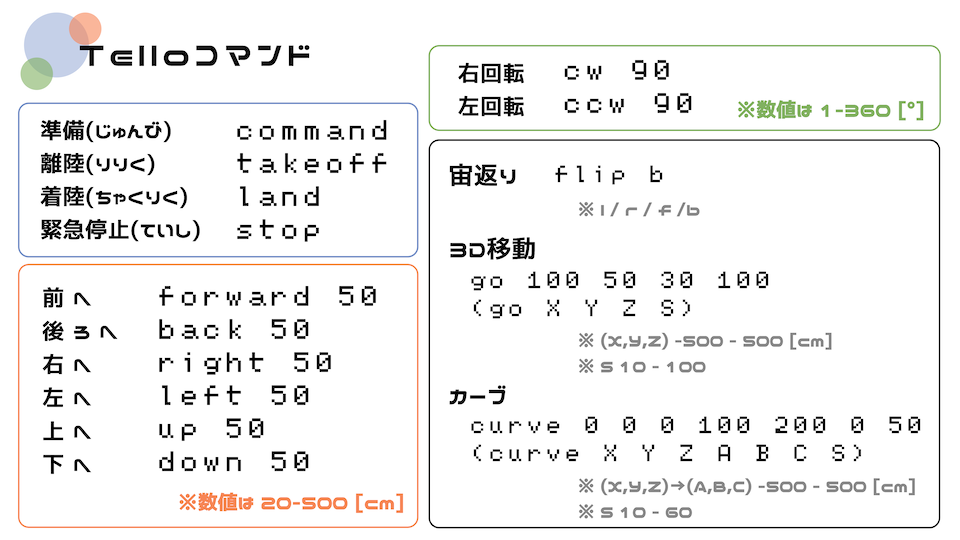 Telloコマンド
準備(じゅんび) command
離陸(りりく) takeoff
着陸(ちゃくりく) land
緊急停止(ていし) stop
前へ forward 50
後ろへ back 50
右へ right 50
左へ left 50
上へ up 50
下へ down 50
※数値は 20-500 [cm]
右回転 cw 90
左回転 ccw 90
※数値は 1-360 [°]
宙返り flip b
※ l / r / f /b
3D移動
go 100 50 30 100
(go X Y Z S)
※ (X,Y,Z) -500 - 500 [cm]
※ S 10 - 100
カーブ
curve 0 0 0 100 200 0 50
(curve X Y Z A B C S)
※ (X,Y,Z)→(A,B,C) -500 - 500 [cm]
※ S 10 - 60